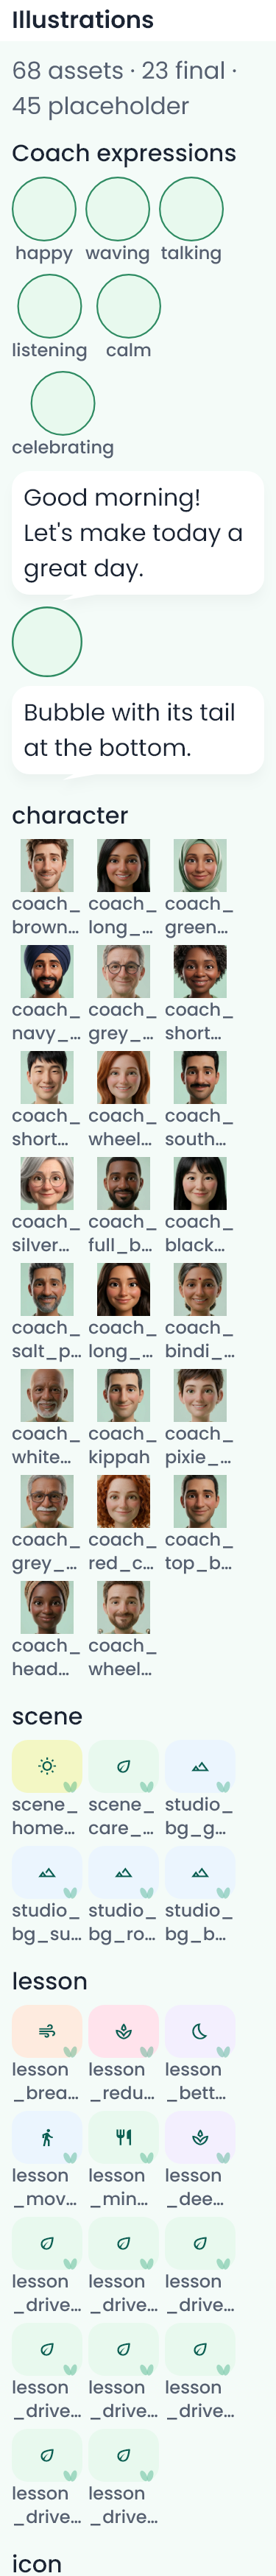 Illustrations
68 assets · 23 final ·
45 placeholder
Coach expressions
happy waving talking
listening calm
celebrating
Good morning!
Let's make today a
great day.
Bubble with its tail
at the bottom.
character
coach_ coach_ coach_
brown... long_... green...
coach_ coach_ coach_
navy_... grey_... short...
coach_ coach_ coach_
short... wheel... south...
coach_ coach_ coach_
silver... full_b... black...
coach_ coach_ coach_
salt_p... long_... bindi_...
coach_ coach_ coach_
white... kippah pixie_...
coach_ coach_ coach_
grey_... red_c... top_b...
coach_ coach_
head... wheel...
scene
scene_ scene_ studio_
home... care_... bg_g...
studio_ studio_ studio_
bg_su... bg_ro... bg_b...
lesson
lesson lesson lesson
_brea... _redu... _bett...
lesson lesson lesson
_mov... _min... _dee...
lesson lesson lesson
_drive... _drive... _drive...
lesson lesson lesson
_drive... _drive... _drive...
lesson lesson
_drive... _drive...
icon